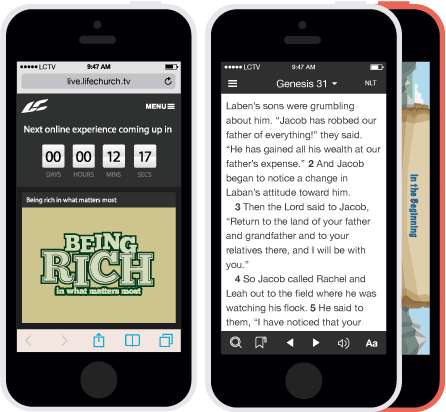 LCTV 9:47 AM
live.lifechurch.tv
LC MENU
Next online experience coming up in
00 00 12 17
DAYS HOURS MINS SECS
Being rich in what matters most
BEING
RICH
in what matters most
LCTV 9:47 AM
Genesis 31 NLT
Laben's sons were grumbling
about him. “Jacob has robbed our
father of everything!” they said.
“He has gained all his wealth at our
father's expense.” 2 And Jacob
began to notice a change in
Laban's attitude toward him.
3 Then the Lord said to Jacob,
“Return to the land of your father
and grandfather and to your
relatives there, and I will be with
you.”
4 So Jacob called Rachel and
Leah out to the field where he was
watching his flock. 5 He said to
them, “I have noticed that your
Aa
In the Beginning